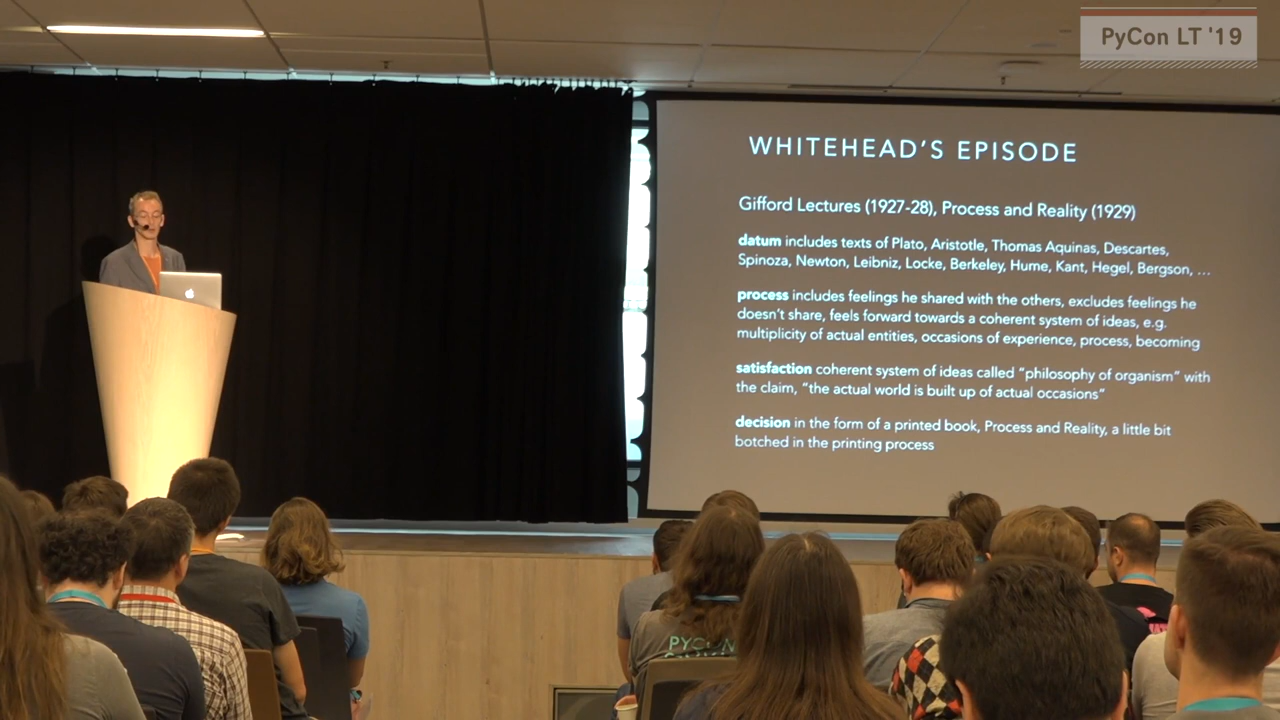 PyCon LT '19
WHITEHEAD'S EPISODE
Gifford Lectures (1927-28), Process and Reality (1929)
datum includes texts of Plato, Aristotle, Thomas Aquinas, Descartes,
Spinoza, Newton, Leibniz, Locke, Berkeley, Hume, Kant, Hegel, Bergson, …
process includes feelings he shared with the others, excludes feelings he
doesn't share, feels forward towards a coherent system of ideas, e.g.
multiplicity of actual entities, occasions of experience, process, becoming
satisfaction coherent system of ideas called "philosophy of organism" with
the claim, "the actual world is built up of actual occasions"
decision in the form of a printed book, Process and Reality, a little bit
botched in the printing process
PYCON